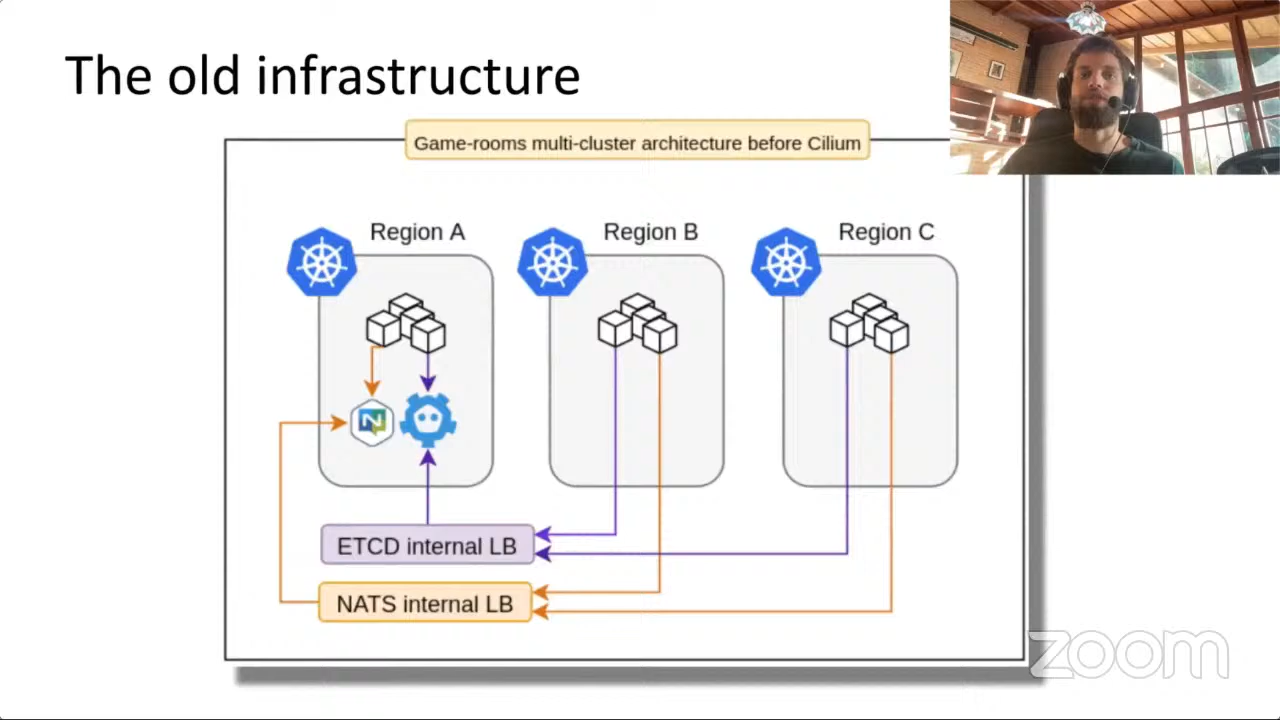 The old infrastructure
Game-rooms multi-cluster architecture before Cilium
Region A
Region B
Region C
N
ETCD internal LB
NATS internal LB
zoom